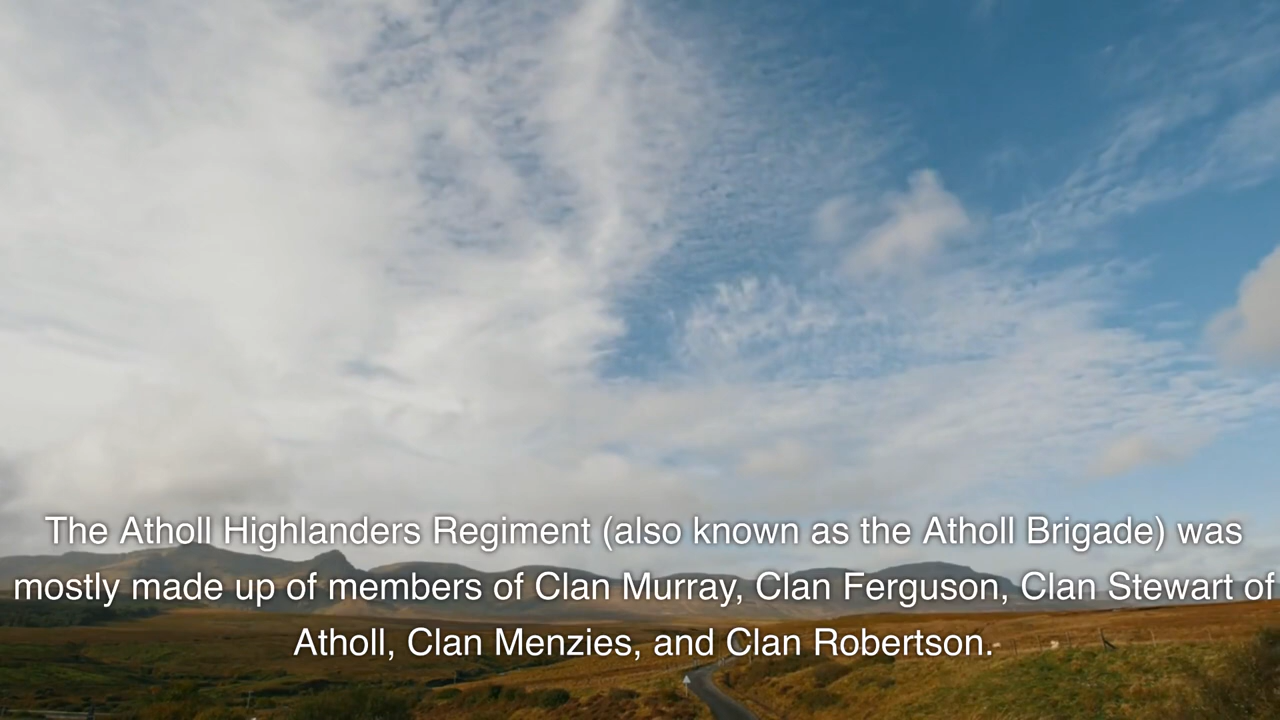 The Atholl Highlanders Regiment (also known as the Atholl Brigade) was
mostly made up of members of Clan Murray, Clan Ferguson, Clan Stewart of
Atholl, Clan Menzies, and Clan Robertson.